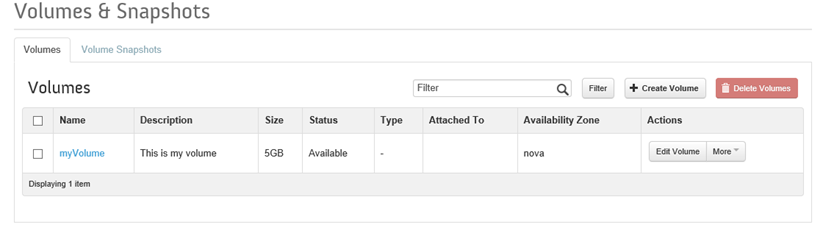 Volumes & Snapshots
Volumes Volume Snapshots
Volumes Filter Filter + Create Volume Delete Volumes
Name Description Size Status Type Attached To Availability Zone Actions
myVolume This is my volume 5GB Available - nova Edit Volume More
Displaying 1 item